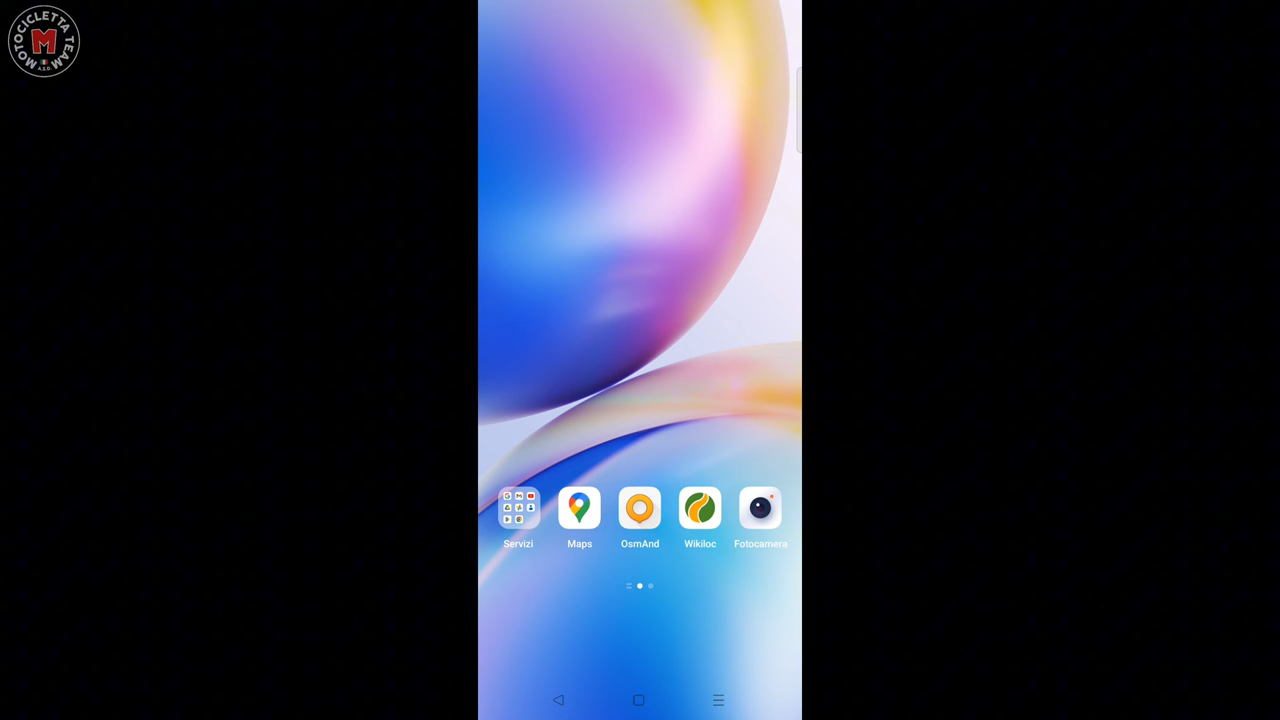 MOTOCICLETTA TEAM
M
A.S.D.
Servizi
Maps
OsmAnd
Wikiloc
Fotocamera